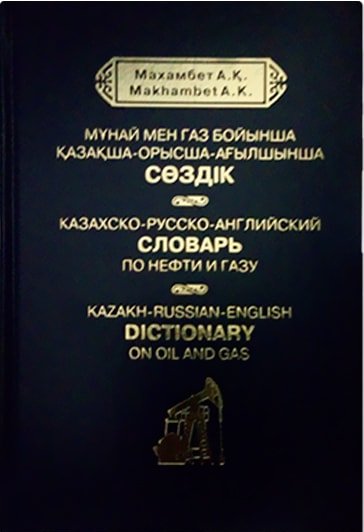 Махамбет А.Қ.
Makhambet A.K.
МҰНАЙ МЕН ГАЗ БОЙЫНША
ҚАЗАҚША-ОРЫСША-АҒЫЛШЫНША
СӨЗДІК
КАЗАХСКО-РУССКО-АНГЛИЙСКИЙ
СЛОВАРЬ
ПО НЕФТИ И ГАЗУ
KAZAKH-RUSSIAN-ENGLISH
DICTIONARY
ON OIL AND GAS